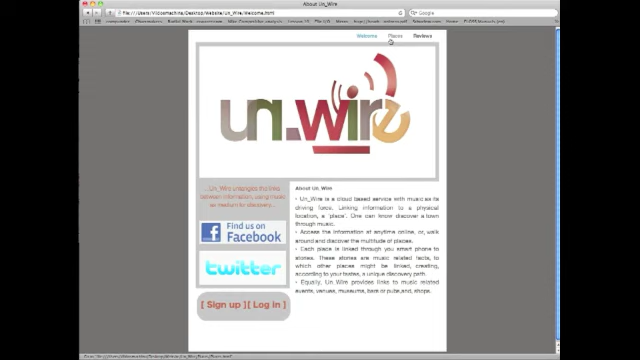 About Un_Wire
Welcome Places Reviews
un_wire
...Un_Wire untangles the links
between information, using music
as medium for discovery...
Find us on
Facebook
twitter
[ Sign up ][ Log in ]
About Un_Wire
• Un_Wire is a cloud based service with music as its
driving force. Linking information to a physical
location, a 'place'. One can know discover a town
through music.
• Access the information at anytime online, or, walk
around and discover the multitude of places.
• Each place is linked through you smart phone to
stories. These stories are music related facts, to
which other places might be linked, creating,
according to your tastes, a unique discovery path.
• Equally, Un_Wire provides links to music related
events, venues, museums, bars or pubs,and, shops.